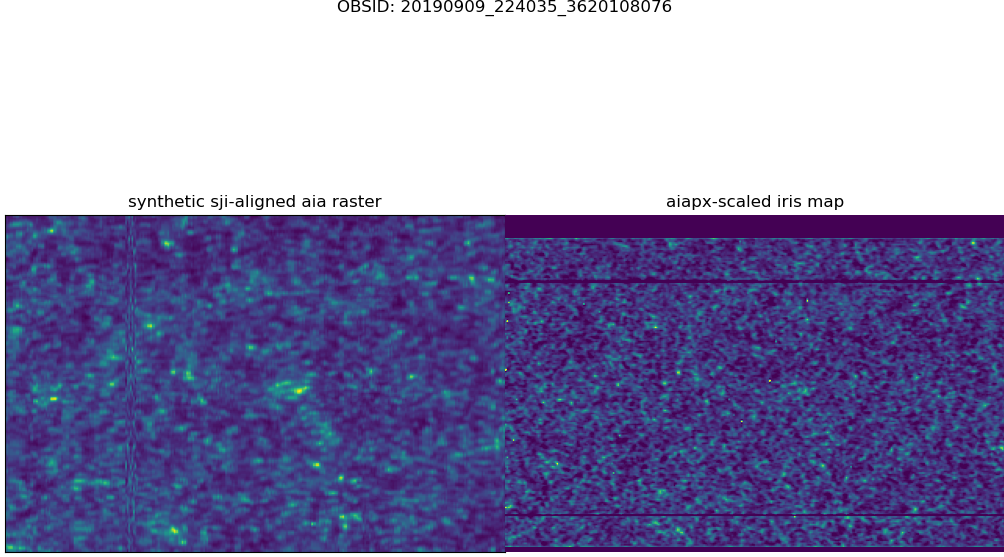 OBSID: 20190909_224035_3620108076
synthetic sji-aligned aia raster
aiapx-scaled iris map